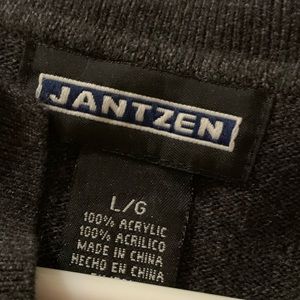 JANTZEN
L/G
100% ACRYLIC
100% ACRILICO
MADE IN CHINA
HECHO EN CHINA